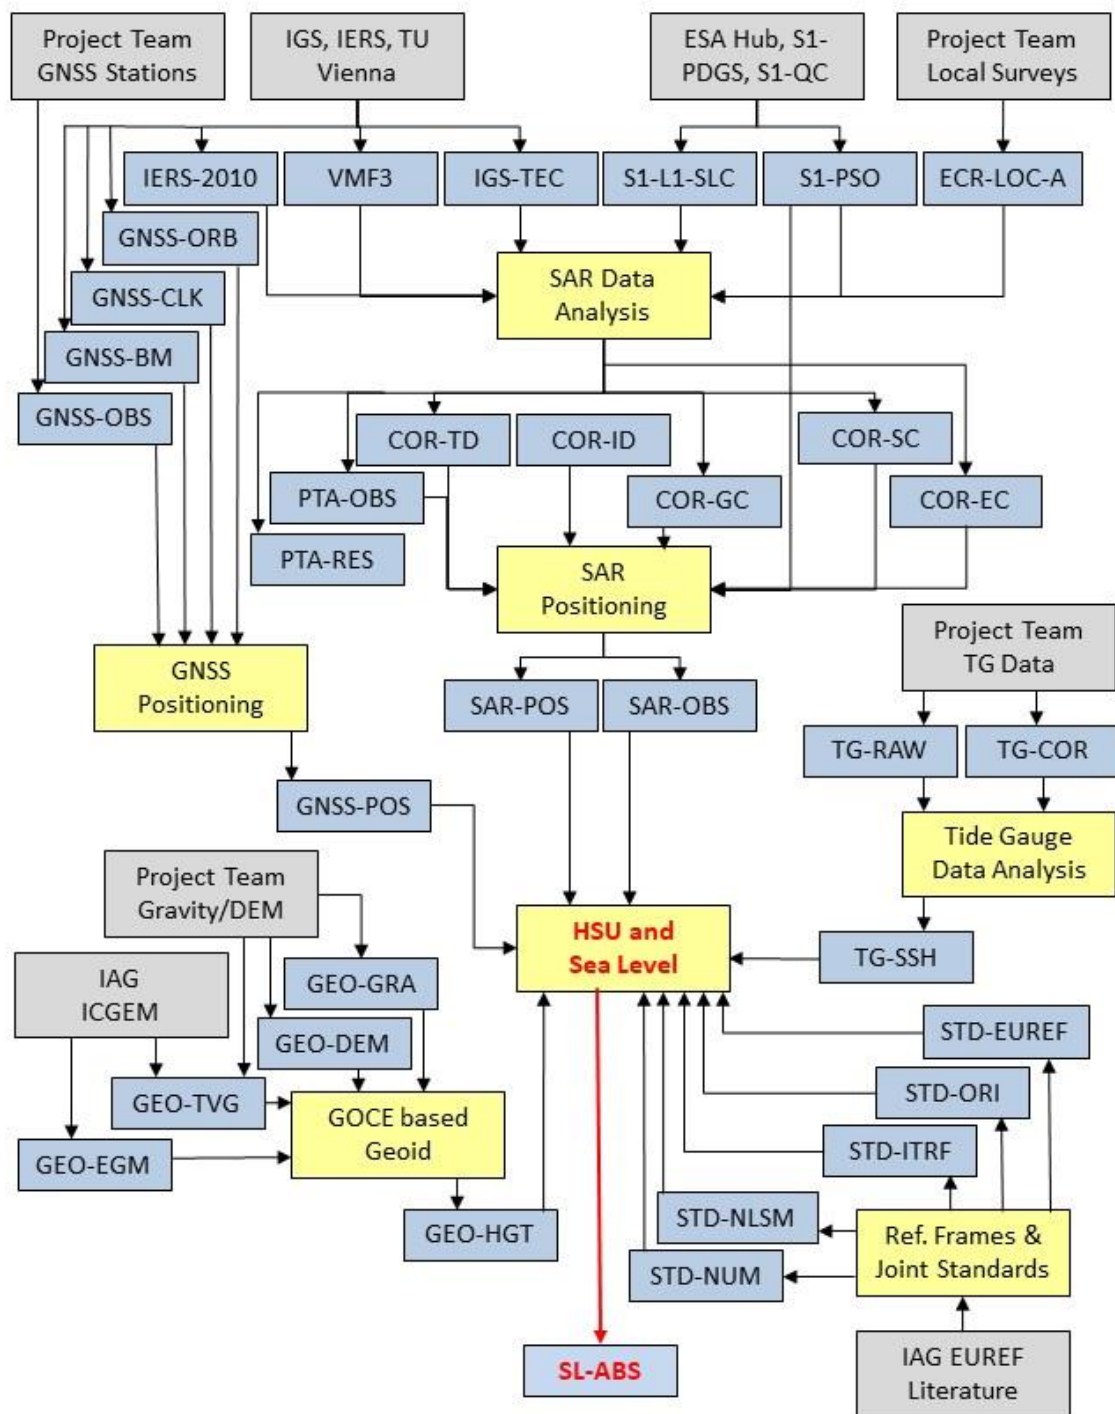 Project Team
GNSS Stations
IGS, IERS, TU
Vienna
ESA Hub, S1-
PDGS, S1-QC
Project Team
Local Surveys
IERS-2010
VMF3
IGS-TEC
S1-L1-SLC
S1-PSO
ECR-LOC-A
GNSS-ORB
GNSS-CLK
GNSS-BM
GNSS-OBS
SAR Data
Analysis
COR-TD
COR-ID
COR-SC
PTA-OBS
COR-GC
COR-EC
PTA-RES
SAR
Positioning
GNSS
Positioning
Project Team
TG Data
SAR-POS
SAR-OBS
TG-RAW
TG-COR
GNSS-POS
Tide Gauge
Data Analysis
Project Team
Gravity/DEM
HSU and
Sea Level
TG-SSH
IAG
ICGEM
GEO-GRA
GEO-DEM
STD-EUREF
GEO-TVG
STD-ORI
GOCE based
Geoid
GEO-EGM
STD-ITRF
GEO-HGT
STD-NLSM
STD-NUM
Ref. Frames &
Joint Standards
SL-ABS
IAG EUREF
Literature